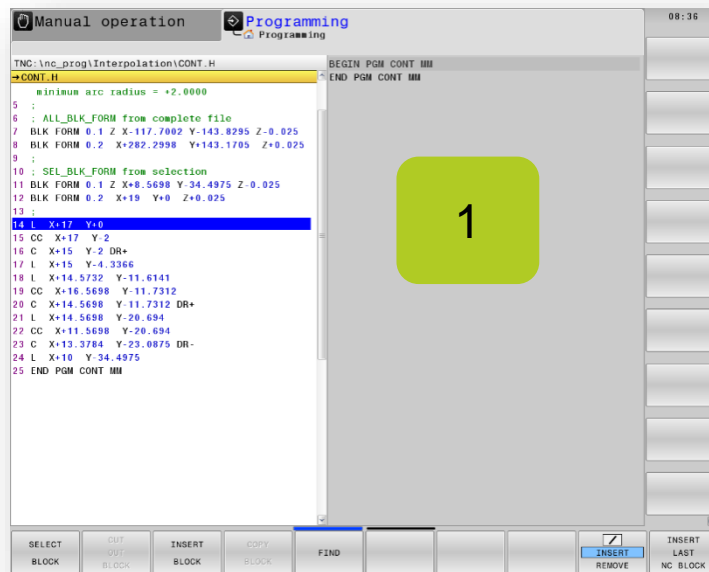 Manual operation
Programming
Programming
08:36
TNC:\nc_prog\Interpolation\CONT.H
→CONT.H
minimum arc radius = +2.0000
5 ;
6 ; ALL_BLK_FORM from complete file
7 BLK FORM 0.1 Z X-117.7002 Y-143.8295 Z-0.025
8 BLK FORM 0.2 X+282.2998 Y+143.1705 Z+0.025
9 ;
10 ; SEL_BLK_FORM from selection
11 BLK FORM 0.1 Z X+8.5698 Y-34.4975 Z-0.025
12 BLK FORM 0.2 X+19 Y+0 Z+0.025
13 ;
14 L X+17 Y+0
15 CC X+17 Y-2
16 C X+15 Y-2 DR+
17 L X+15 Y-4.3366
18 L X+14.5732 Y-11.6141
19 CC X+16.5698 Y-11.7312
20 C X+14.5698 Y-11.7312 DR+
21 L X+14.5698 Y-20.694
22 CC X+11.5698 Y-20.694
23 C X+13.3784 Y-23.0875 DR-
24 L X+10 Y-34.4975
25 END PGM CONT MM
BEGIN PGM CONT MM
END PGM CONT MM
1
SELECT
BLOCK
CUT
OUT
BLOCK
INSERT
BLOCK
COPY
BLOCK
FIND
INSERT
REMOVE
INSERT
LAST
NC BLOCK